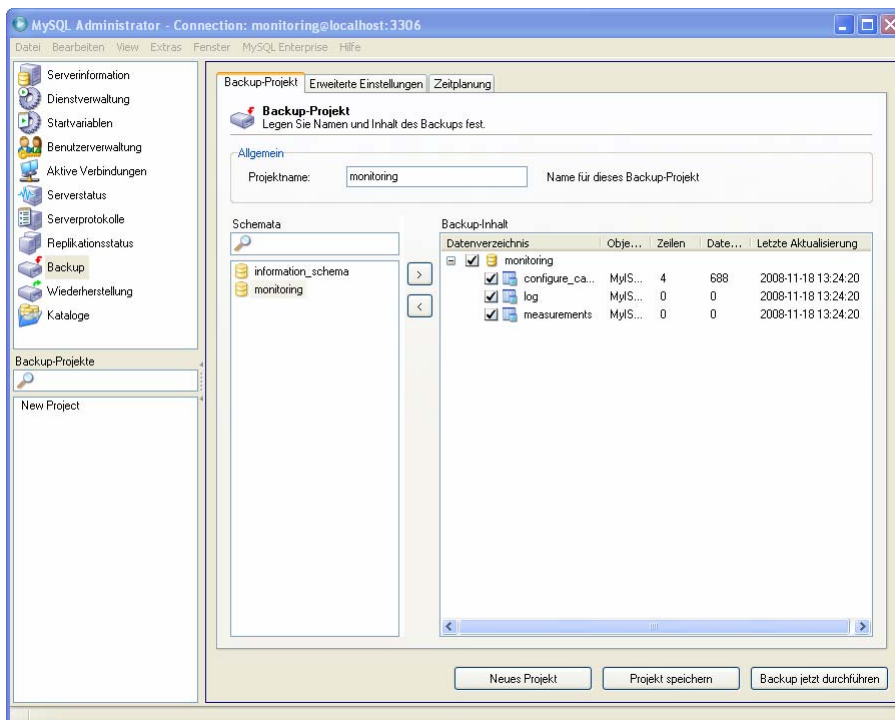 MySQL Administrator - Connection: monitoring@localhost:3306
Datei Bearbeiten View Extras Fenster MySQL Enterprise Hilfe
Serverinformation
Dienstverwaltung
Startvariablen
Benutzerverwaltung
Aktive Verbindungen
Serverstatus
Serverprotokolle
Replikationsstatus
Backup
Wiederherstellung
Kataloge
Backup-Projekte
New Project
Backup-Projekt Erweiterte Einstellungen Zeitplanung
Backup-Projekt
Legen Sie Namen und Inhalt des Backups fest.
Allgemein
Projektname: monitoring Name für dieses Backup-Projekt
Schemata
information_schema
monitoring
Backup-Inhalt
Datenverzeichnis Obje... Zeilen Date... Letzte Aktualisierung
monitoring
configure_ca... MyIS... 4 688 2008-11-18 13:24:20
log MyIS... 0 0 2008-11-18 13:24:20
measurements MyIS... 0 0 2008-11-18 13:24:20
Neues Projekt Projekt speichern Backup jetzt durchführen